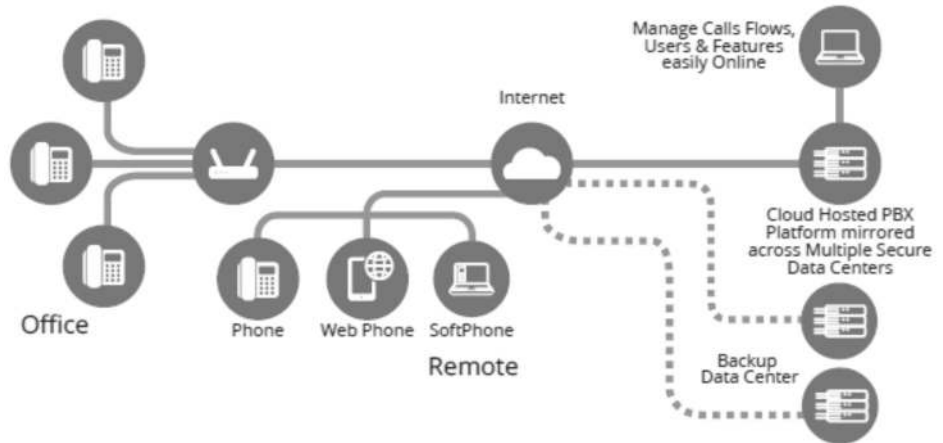 Manage Calls Flows,
Users & Features
easily Online
Internet
Cloud Hosted PBX
Platform mirrored
across Multiple Secure
Data Centers
Office
Phone
Web Phone
SoftPhone
Remote
Backup
Data Center